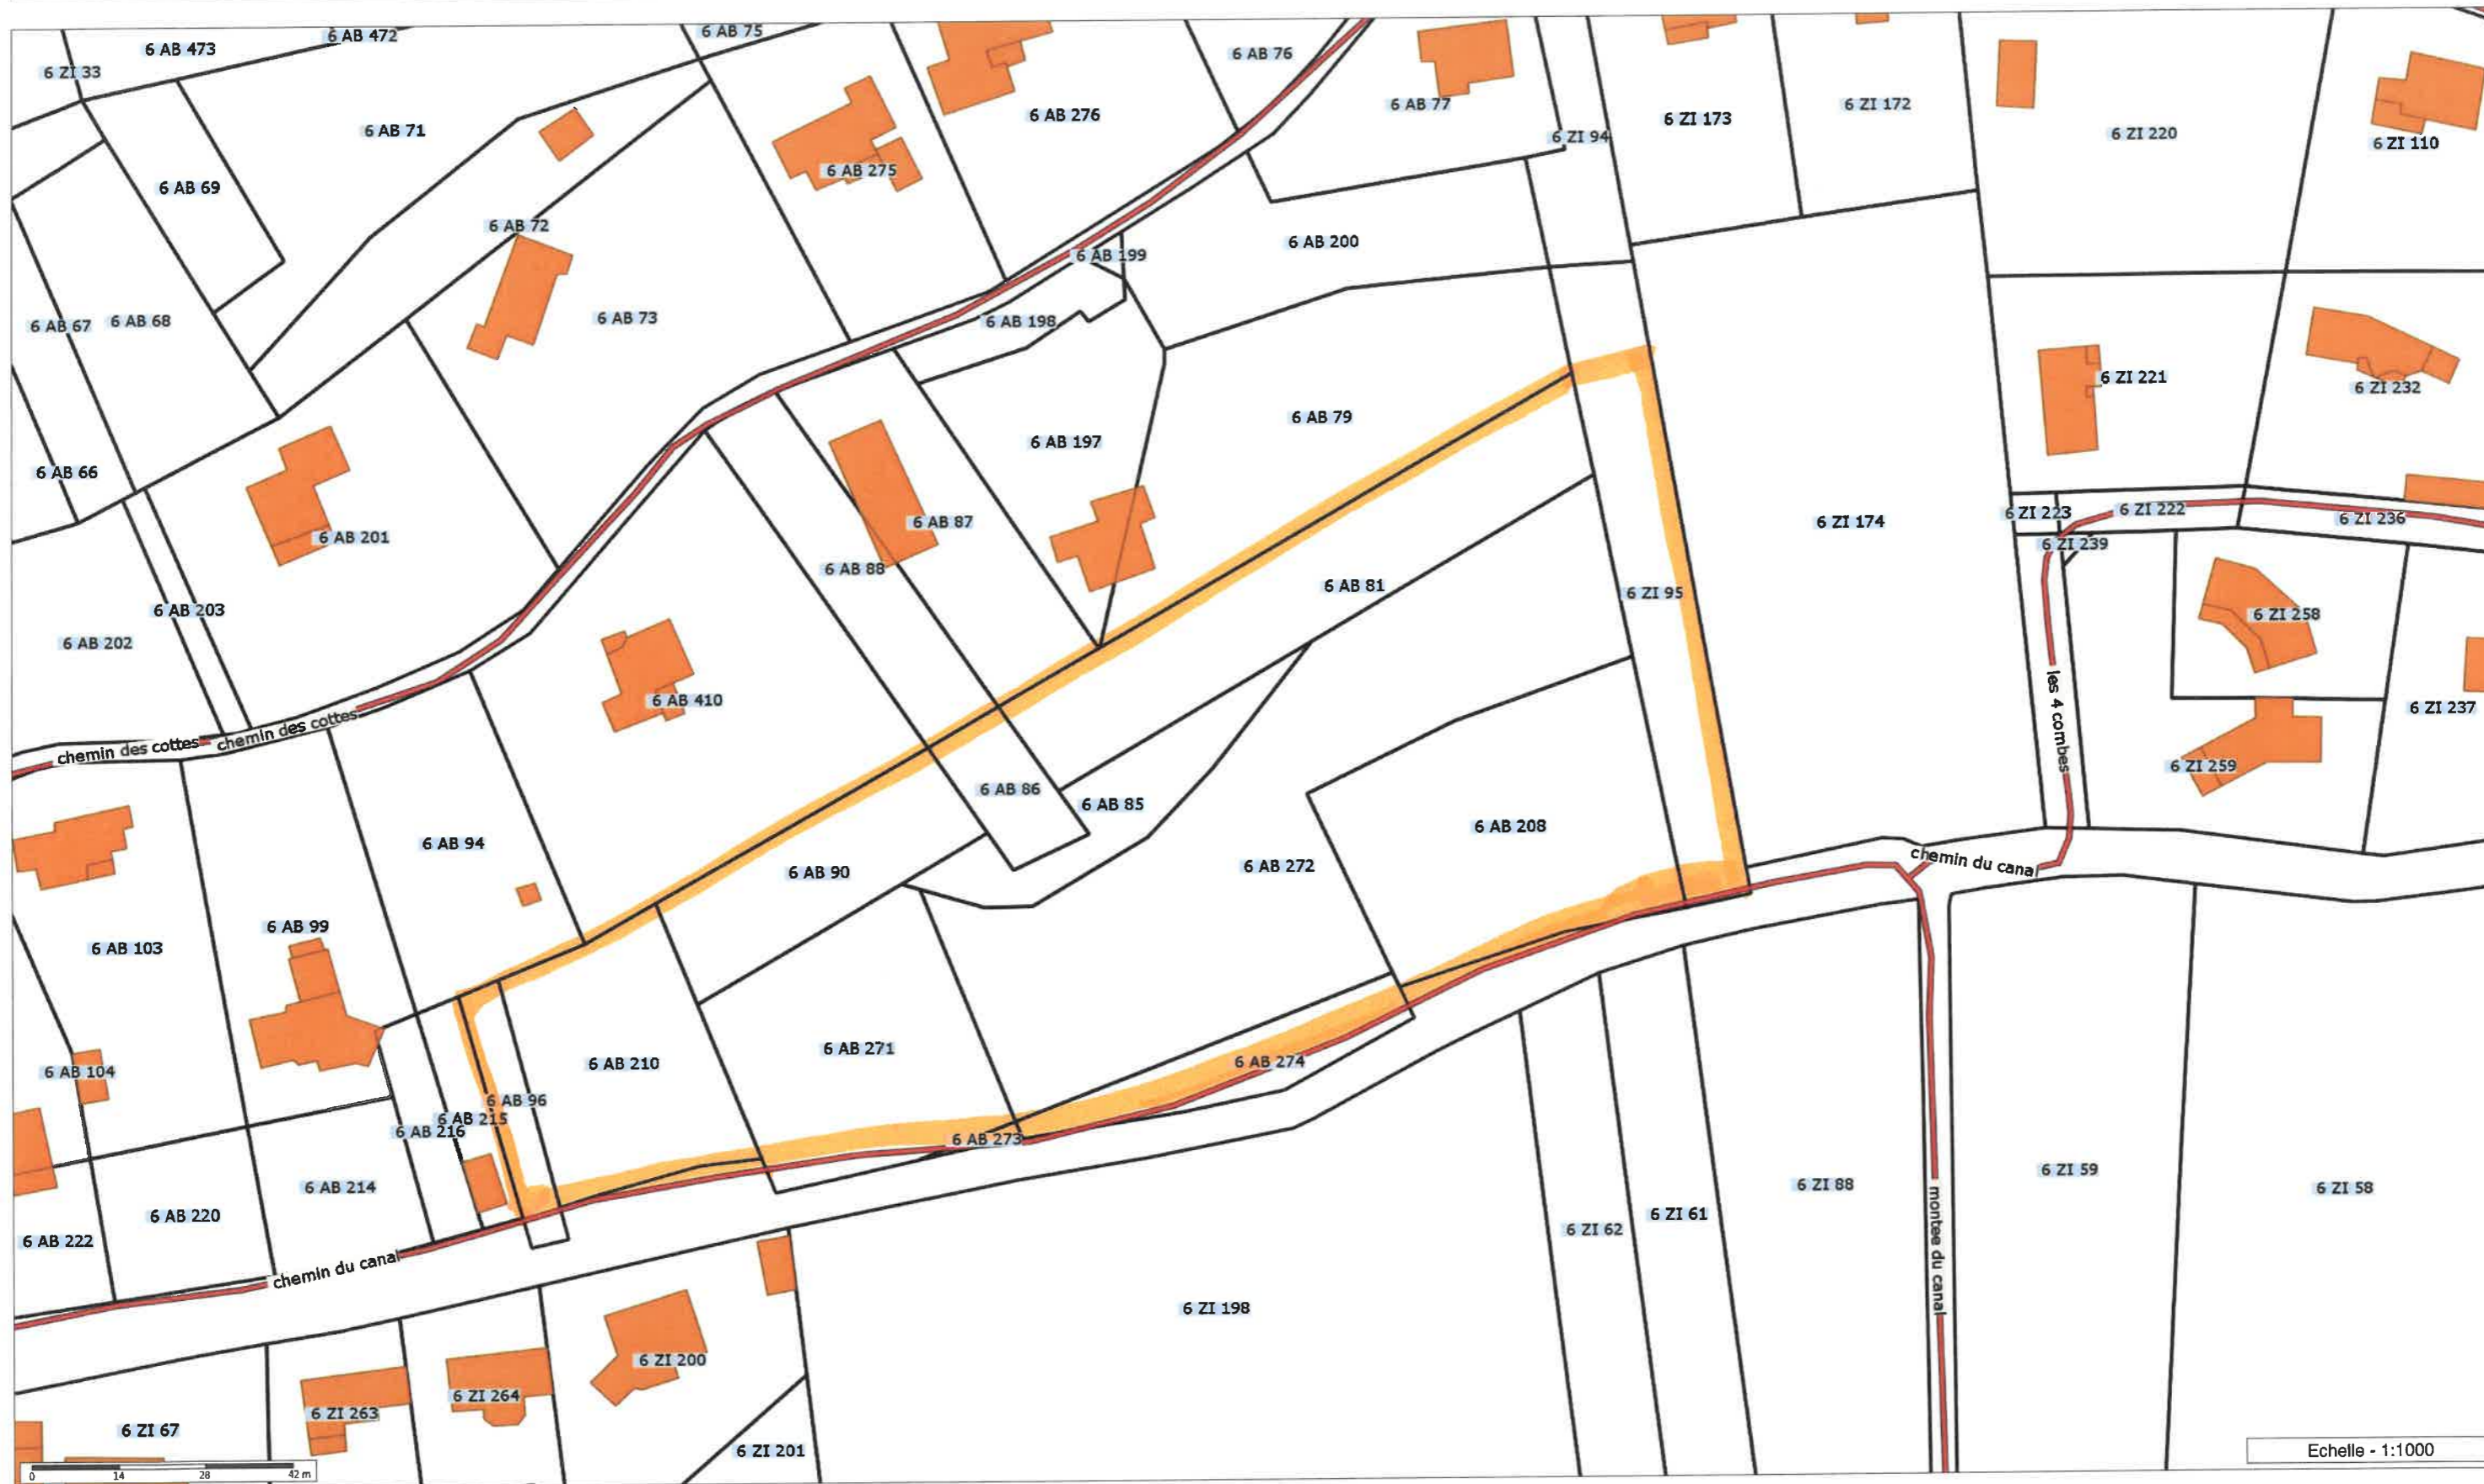 6 AB 473
6 AB 472
6 AB 75
6 ZI 33
6 AB 76
6 AB 77
6 AB 276
6 ZI 173
6 ZI 172
6 ZI 220
6 ZI 110
6 AB 71
6 ZI 94
6 AB 275
6 AB 69
6 AB 72
6 AB 199
6 AB 200
6 AB 67
6 AB 68
6 AB 73
6 AB 198
6 ZI 221
6 ZI 232
6 AB 79
6 AB 197
6 AB 66
6 AB 87
6 ZI 174
6 ZI 223
6 ZI 222
6 ZI 236
6 AB 201
6 ZI 239
6 AB 88
6 AB 81
6 ZI 95
6 AB 203
6 ZI 258
6 AB 202
6 AB 410
les 4 combes
6 ZI 237
chemin des cottes
chemin des cottes
6 ZI 259
6 AB 86
6 AB 85
6 AB 208
6 AB 94
6 AB 90
6 AB 272
chemin du canal
6 AB 99
6 AB 103
6 AB 271
6 AB 210
6 AB 274
6 AB 104
6 AB 96
6 AB 215
6 AB 216
6 AB 273
6 AB 214
6 ZI 88
6 ZI 59
6 ZI 58
6 AB 220
6 ZI 61
6 ZI 62
6 AB 222
montee du canal
chemin du canal
6 ZI 198
6 ZI 200
6 ZI 264
6 ZI 263
6 ZI 67
6 ZI 201
Echelle - 1:1000
0 14 28 42 m